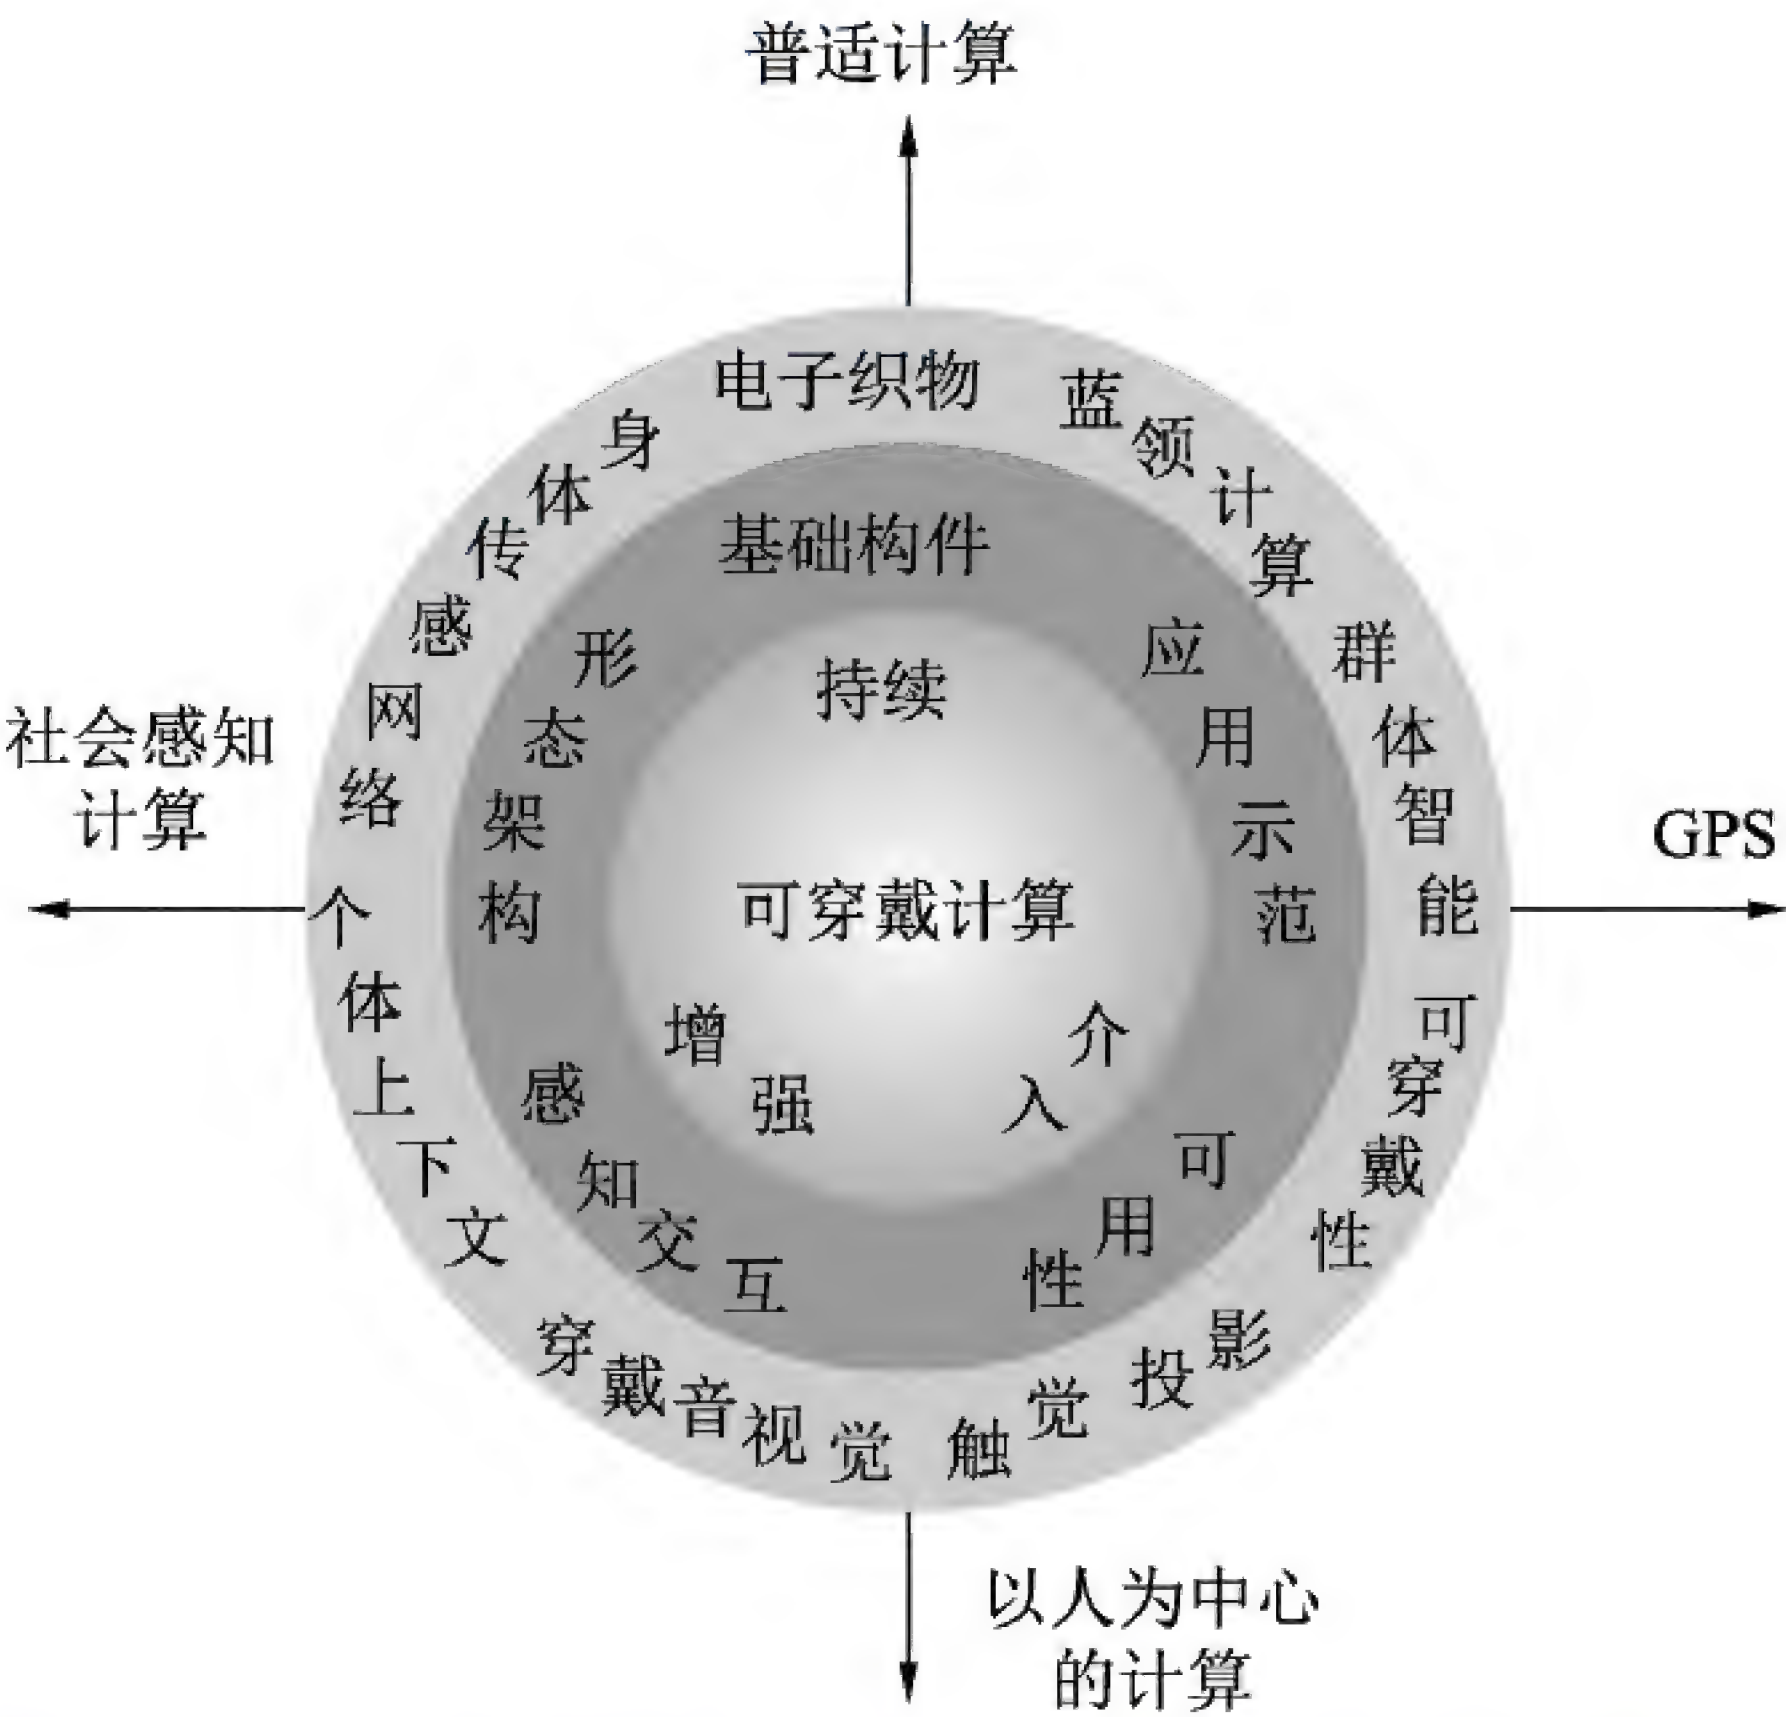 普适计算
电子织物
蓝领计算
身体传感网络
基础构件
形态架构
应用示范
群体智能
持续
社会感知
计算
GPS
可穿戴计算
个体上下文
增强
介入
感知交互
可用性
可穿戴性
穿戴音视觉
触觉
投影
以人为中心
的计算